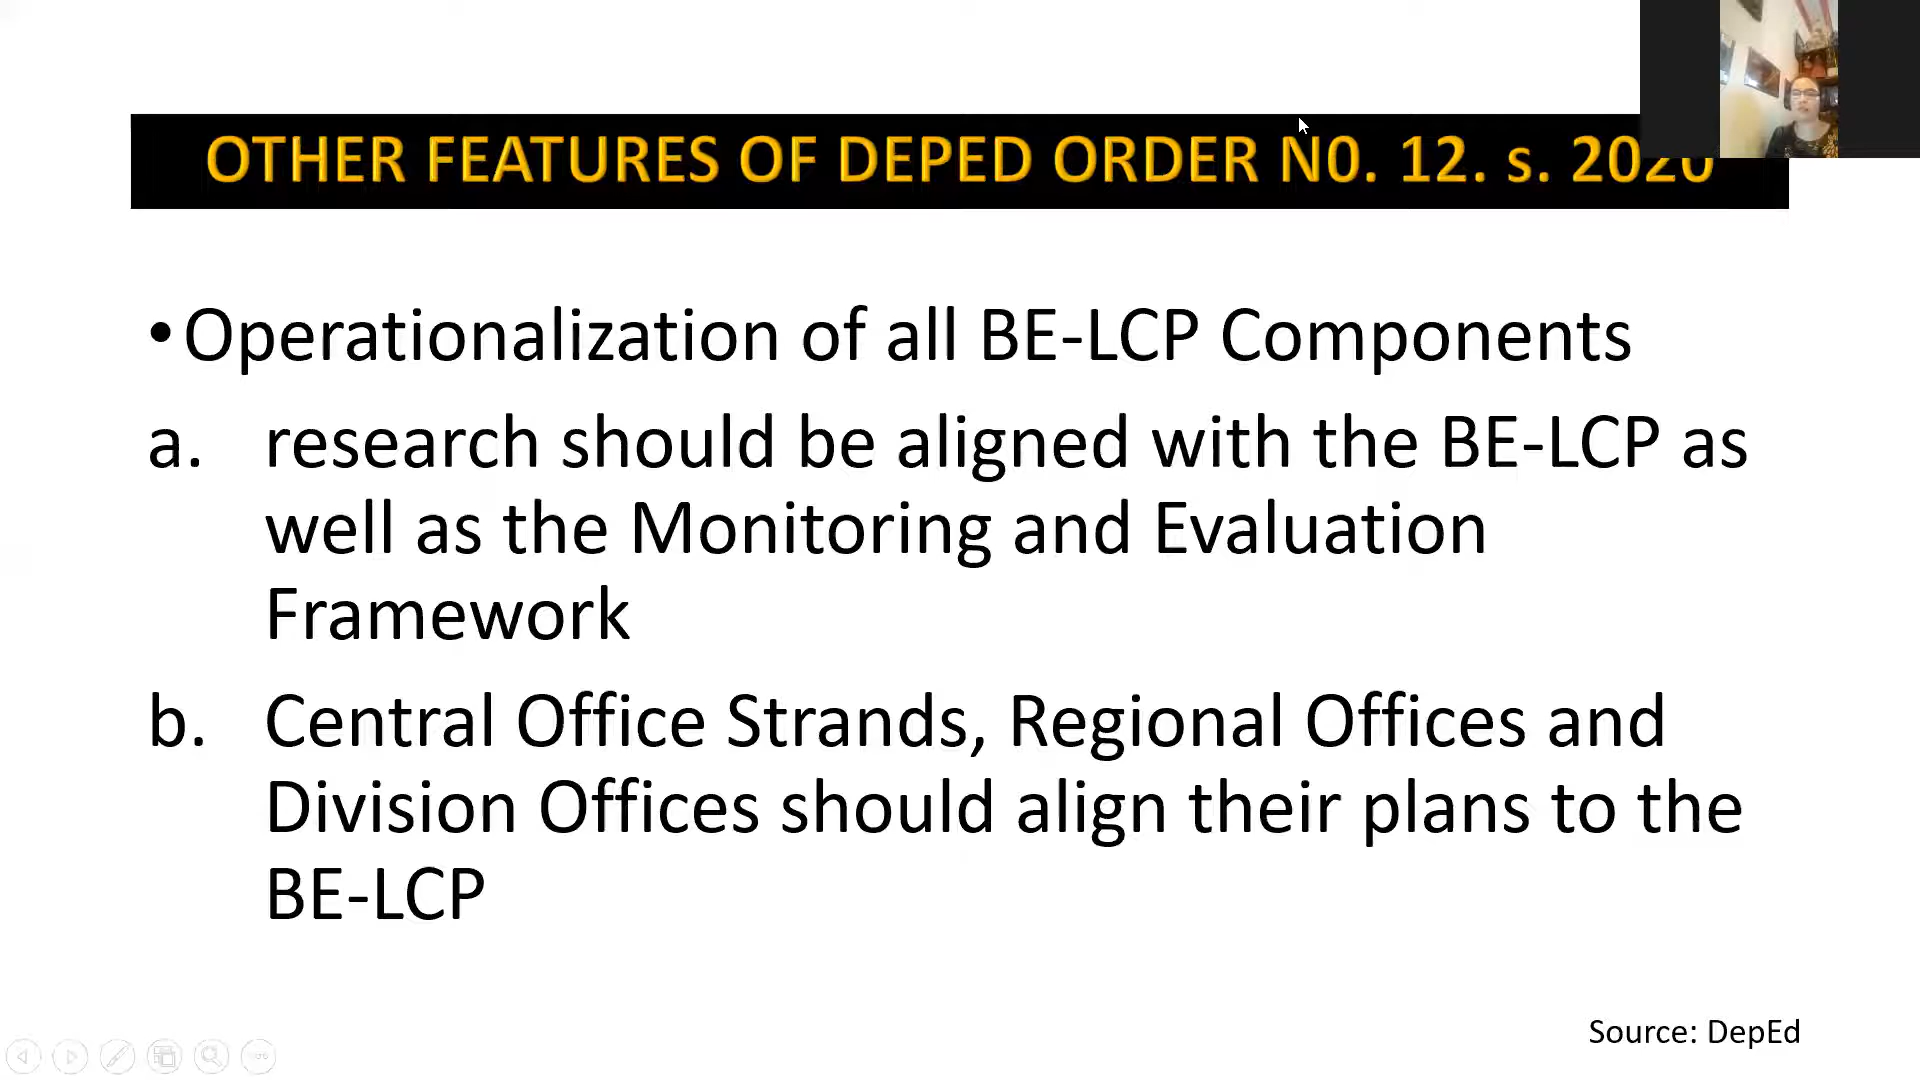 OTHER FEATURES OF DEPED ORDER N0. 12. s. 2020
• Operationalization of all BE-LCP Components
a. research should be aligned with the BE-LCP as
well as the Monitoring and Evaluation
Framework
b. Central Office Strands, Regional Offices and
Division Offices should align their plans to the
BE-LCP
Source: DepEd